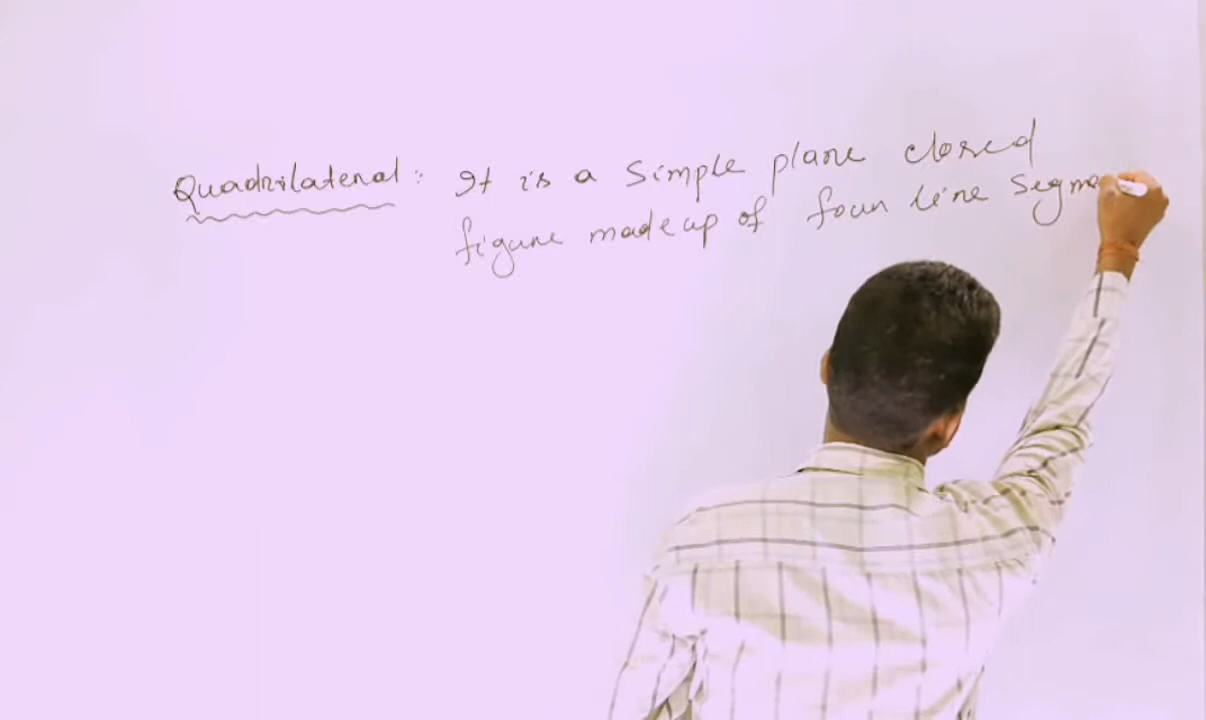 Quadrilateral: It is a simple plane closed
figure made up of four line segme